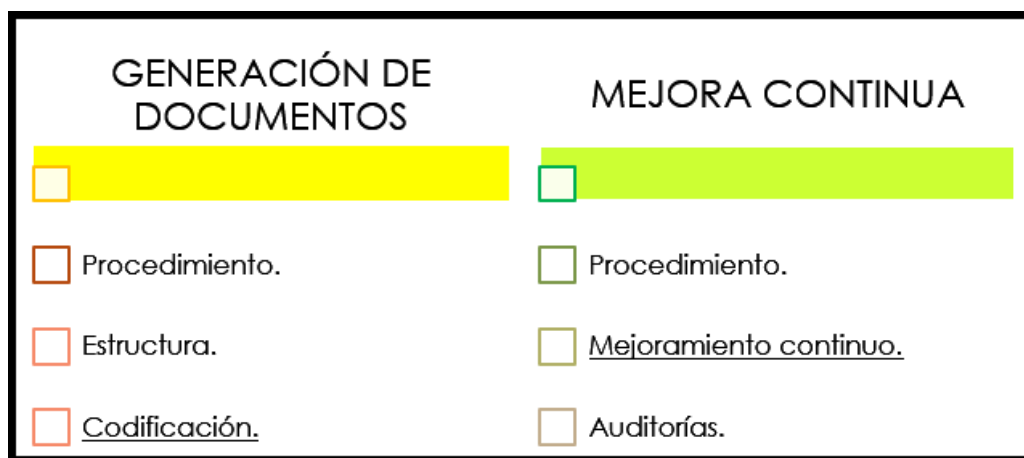 GENERACIÓN DE
DOCUMENTOS
Procedimiento.
Estructura.
Codificación.
MEJORA CONTINUA
Procedimiento.
Mejoramiento continuo.
Auditorías.